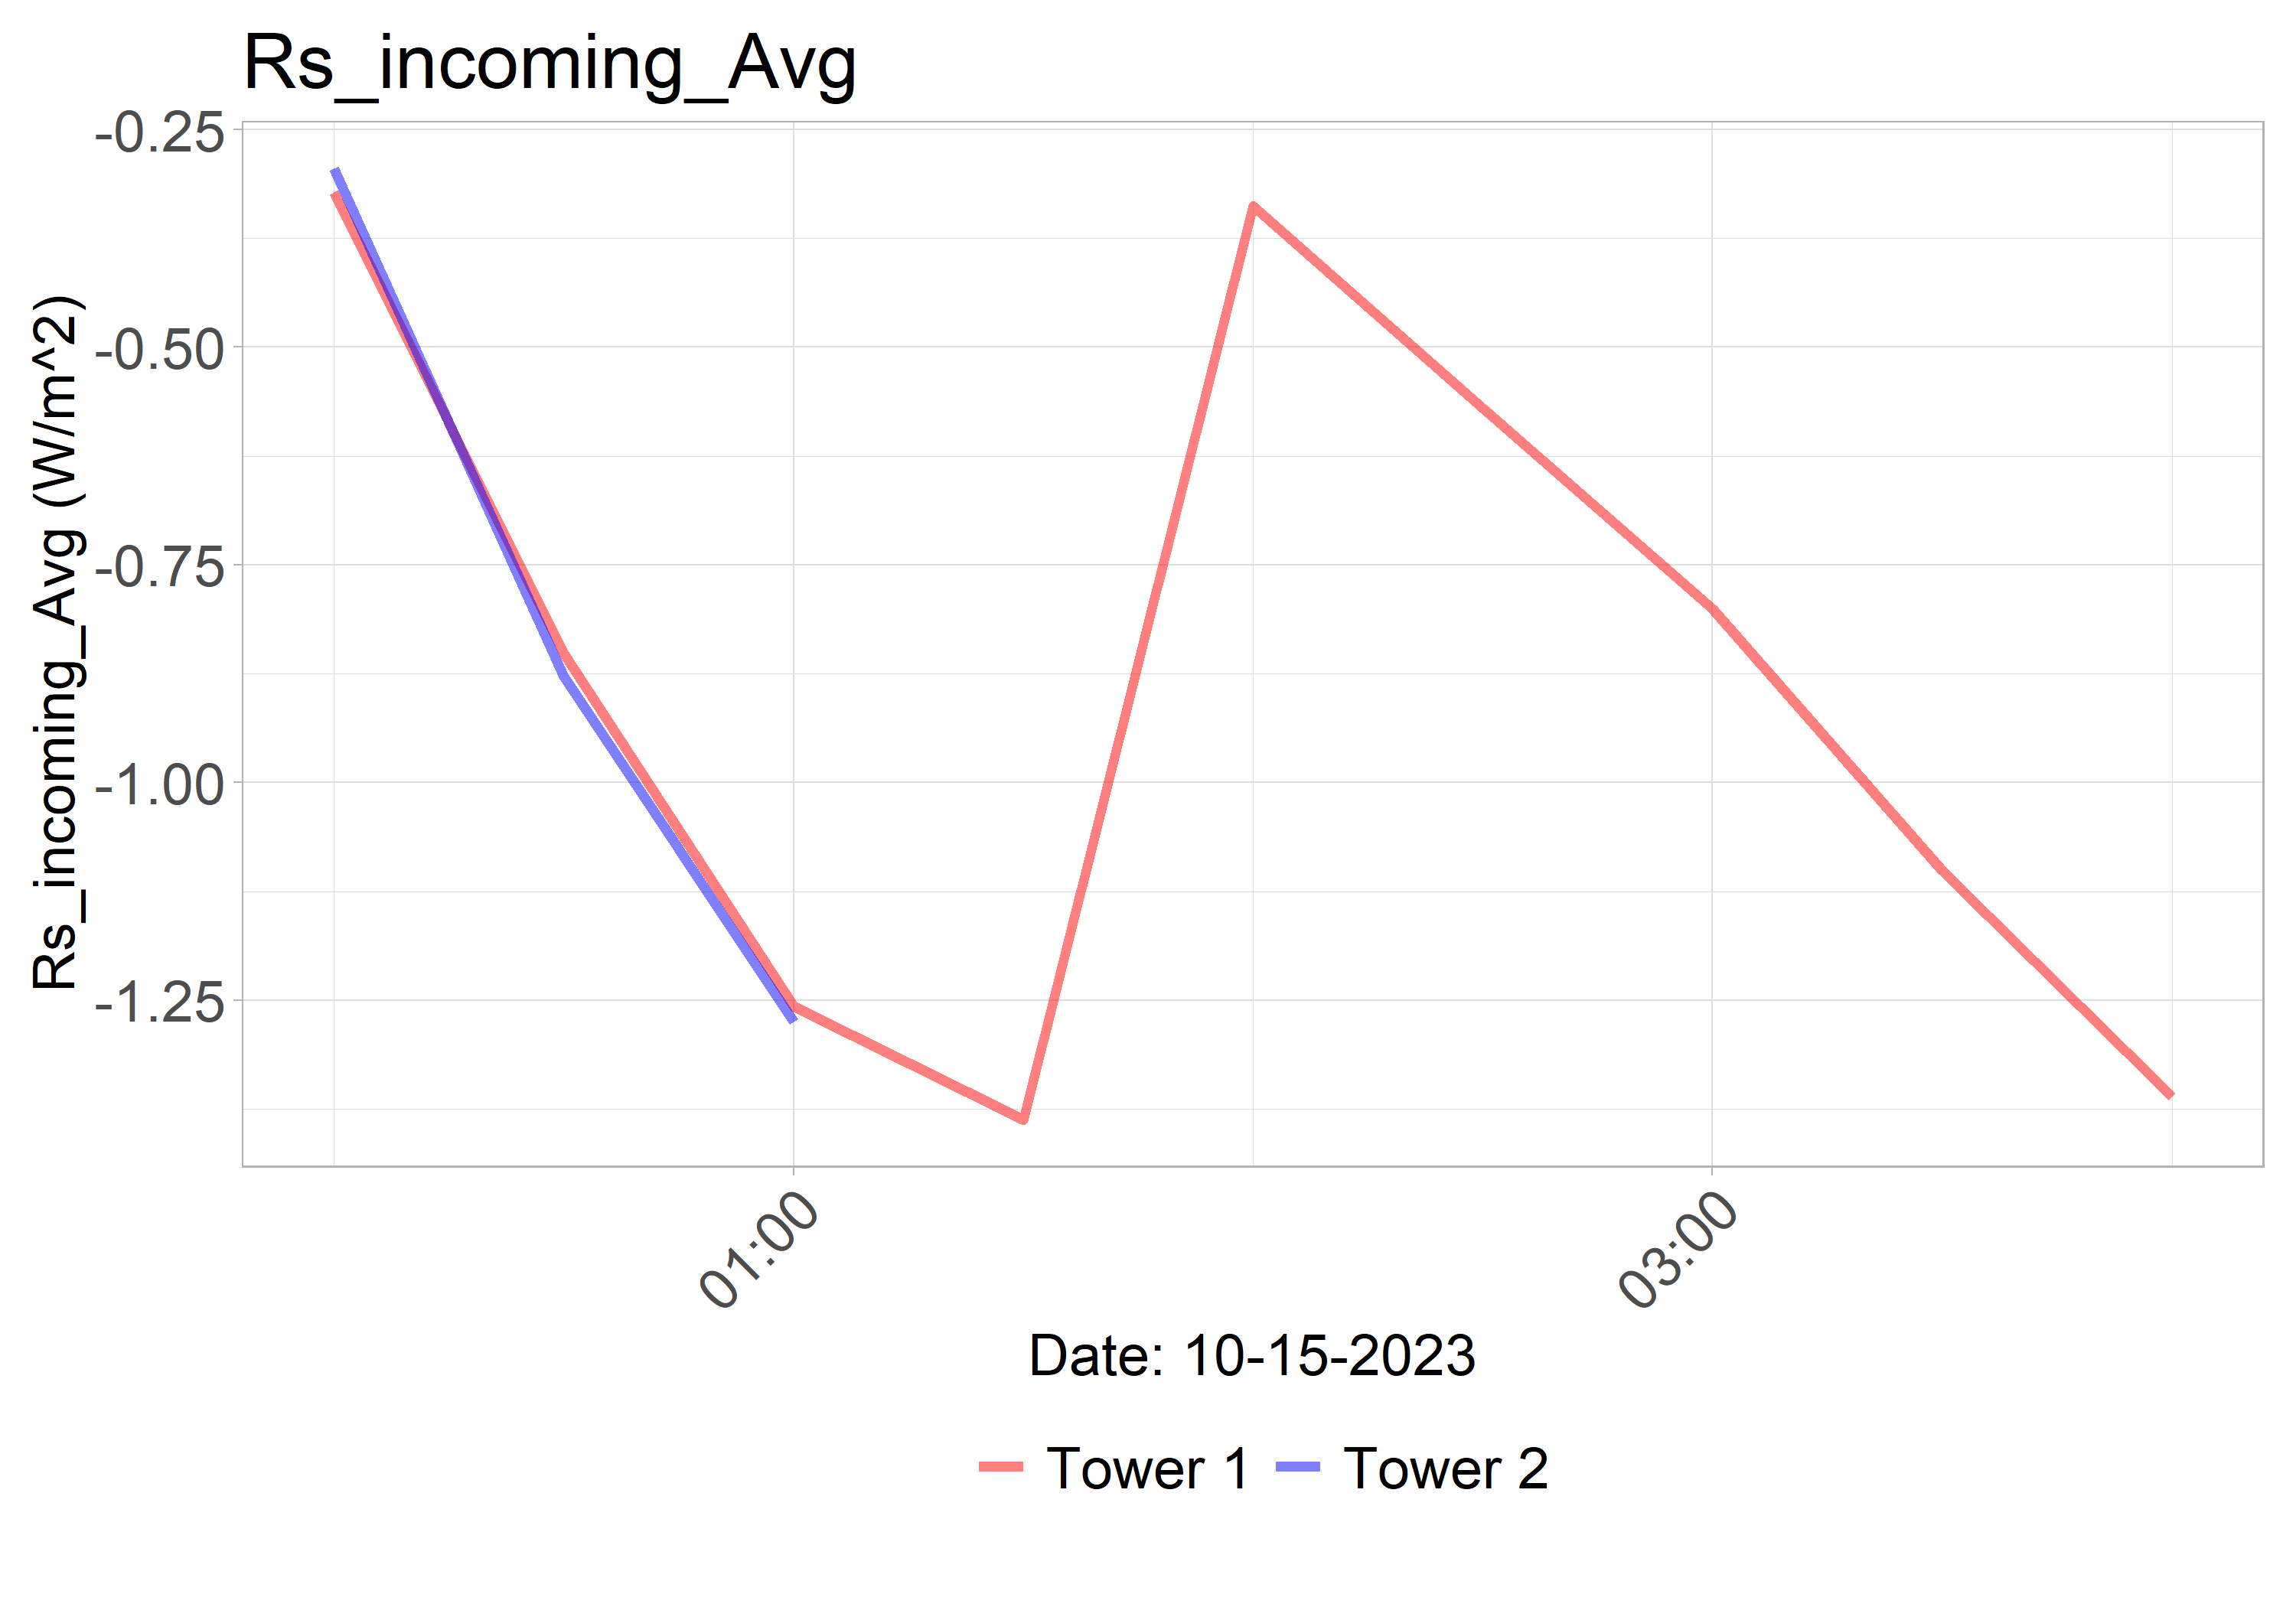 Rs_incoming_Avg
Rs_incoming_Avg (W/m^2)
-0.25
-0.50
-0.75
-1.00
-1.25
01:00
03:00
Date: 10-15-2023
Tower 1
Tower 2